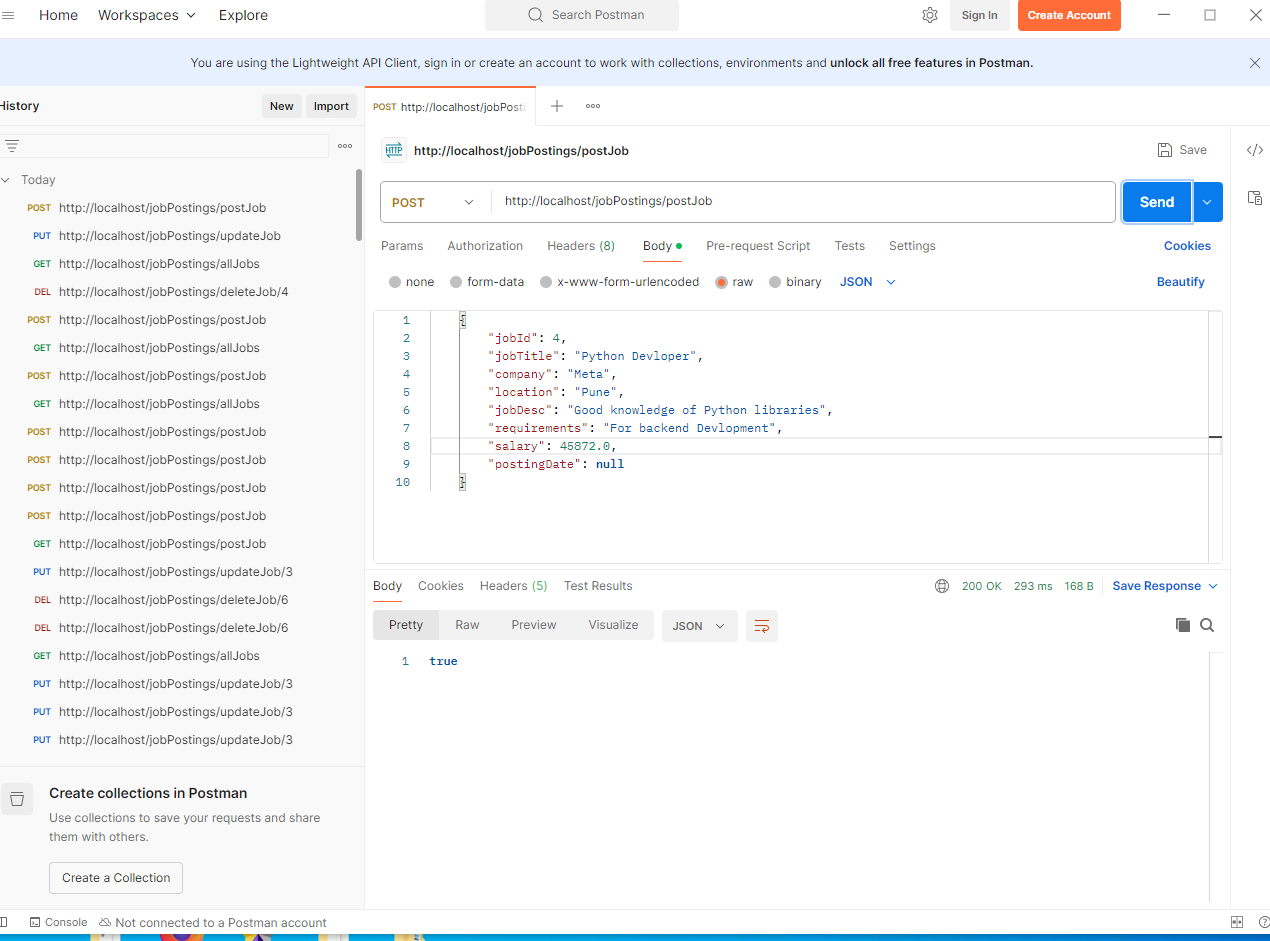 Home Workspaces Explore Search Postman Sign In Create Account
You are using the Lightweight API Client, sign in or create an account to work with collections, environments and unlock all free features in Postman.
History New Import
Today
POST http://localhost/jobPostings/postJob
PUT http://localhost/jobPostings/updateJob
GET http://localhost/jobPostings/allJobs
DEL http://localhost/jobPostings/deleteJob/4
POST http://localhost/jobPostings/postJob
GET http://localhost/jobPostings/allJobs
POST http://localhost/jobPostings/postJob
GET http://localhost/jobPostings/allJobs
POST http://localhost/jobPostings/postJob
POST http://localhost/jobPostings/postJob
POST http://localhost/jobPostings/postJob
POST http://localhost/jobPostings/postJob
GET http://localhost/jobPostings/postJob
PUT http://localhost/jobPostings/updateJob/3
DEL http://localhost/jobPostings/deleteJob/6
DEL http://localhost/jobPostings/deleteJob/6
GET http://localhost/jobPostings/allJobs
PUT http://localhost/jobPostings/updateJob/3
PUT http://localhost/jobPostings/updateJob/3
PUT http://localhost/jobPostings/updateJob/3
Create collections in Postman
Use collections to save your requests and share
them with others.
Create a Collection
POST http://localhost/jobPosti
HTTP http://localhost/jobPostings/postJob Save
POST http://localhost/jobPostings/postJob Send
Params Authorization Headers (8) Body Pre-request Script Tests Settings Cookies
none form-data x-www-form-urlencoded raw binary JSON Beautify
1 {
2 "jobId": 4,
3 "jobTitle": "Python Devloper",
4 "company": "Meta",
5 "location": "Pune",
6 "jobDesc": "Good knowledge of Python libraries",
7 "requirements": "For backend Devlopment",
8 "salary": 45872.0,
9 "postingDate": null
10 }
Body Cookies Headers (5) Test Results 200 OK 293 ms 168 B Save Response
Pretty Raw Preview Visualize JSON
1 true
Console Not connected to a Postman account